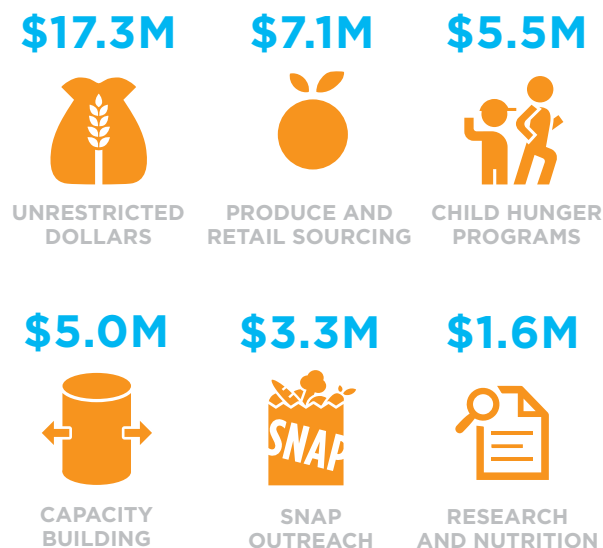 $17.3M
UNRESTRICTED
DOLLARS
$7.1M
PRODUCE AND
RETAIL SOURCING
$5.5M
CHILD HUNGER
PROGRAMS
$5.0M
CAPACITY
BUILDING
$3.3M
SNAP
SNAP
OUTREACH
$1.6M
RESEARCH
AND NUTRITION